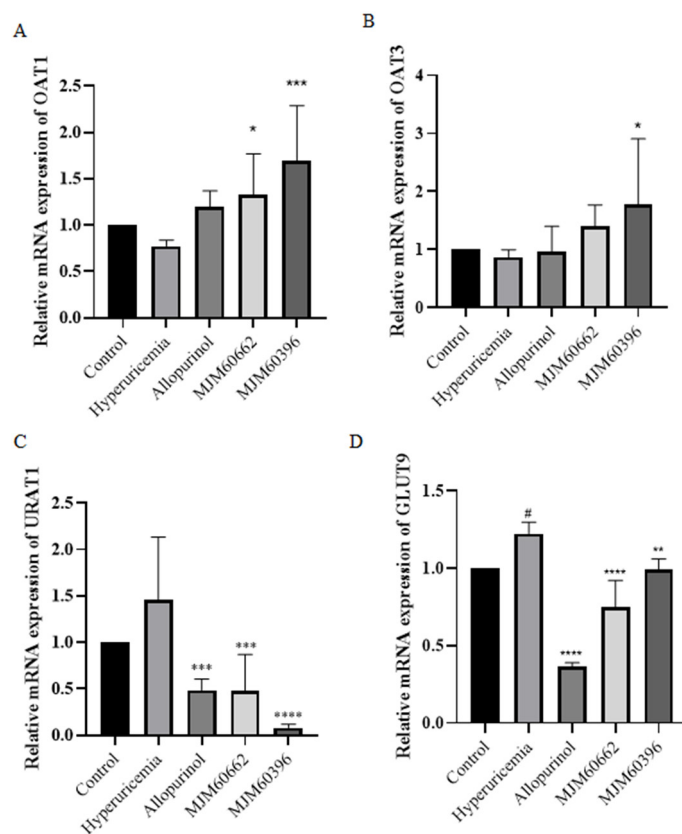 A
Relative mRNA expression of OAT1
2.5
2.0
1.5
1.0
0.5
0.0
*
***
Control
Hyperuricemia
Allopurinol
MJM60662
MJM60396
B
Relative mRNA expression of OAT3
4
3
2
1
0
*
Control
Hyperuricemia
Allopurinol
MJM60662
MJM60396
C
Relative mRNA expression of URAT1
2.5
2.0
1.5
1.0
0.5
0.0
***
***
****
Control
Hyperuricemia
Allopurinol
MJM60662
MJM60396
D
Relative mRNA expression of GLUT9
1.5
1.0
0.5
0.0
#
****
****
**
Control
Hyperuricemia
Allopurinol
MJM60662
MJM60396